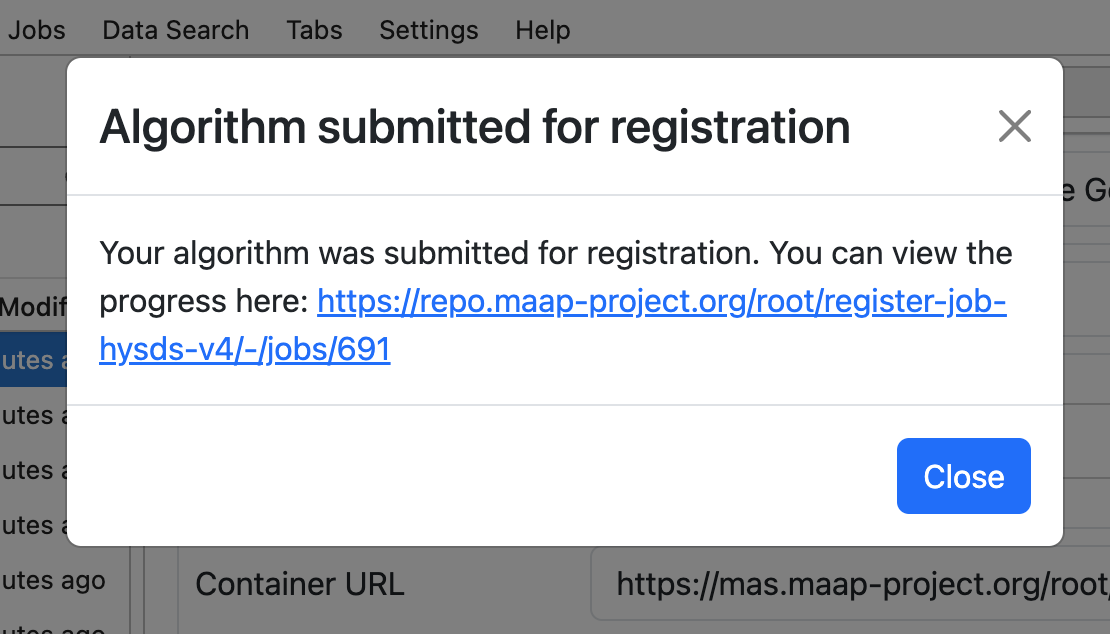 Jobs Data Search Tabs Settings Help
Algorithm submitted for registration
Your algorithm was submitted for registration. You can view the
progress here: https://repo.maap-project.org/root/register-job-
hysds-v4/-/jobs/691
Close
Modif
utes a
utes a
utes a
utes a
utes ago
utes ago
Container URL
https://mas.maap-project.org/root/